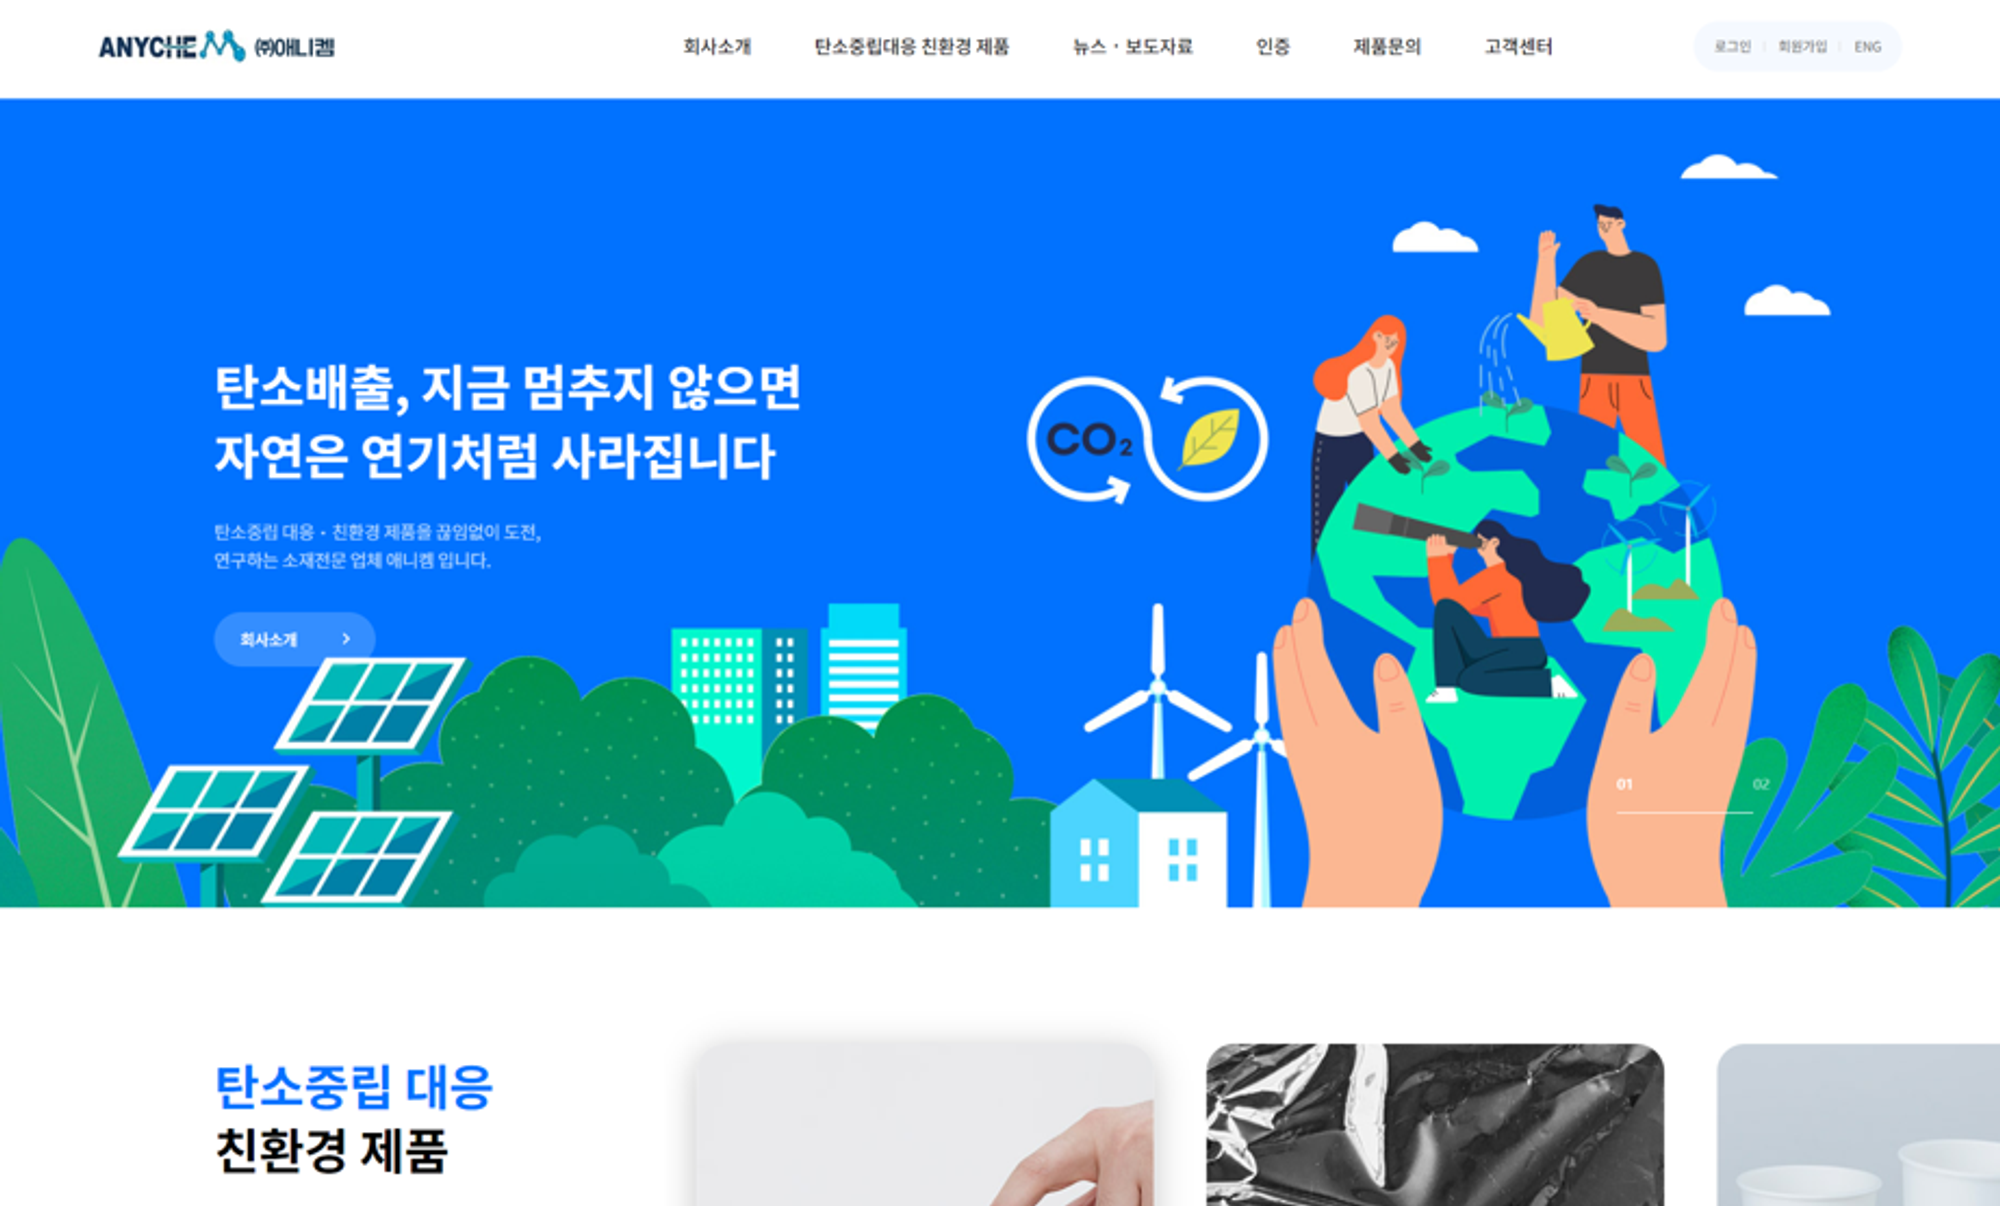 ANYCHEM ㈜애니켐
회사소개 탄소중립대응 친환경 제품 뉴스 · 보도자료 인증 제품문의 고객센터 로그인 회원가입 ENG
탄소배출, 지금 멈추지 않으면
자연은 연기처럼 사라집니다
CO₂
탄소중립 대응 · 친환경 제품을 끊임없이 도전,
연구하는 소재전문 업체 애니켐 입니다.
회사소개
01 02
탄소중립 대응
친환경 제품